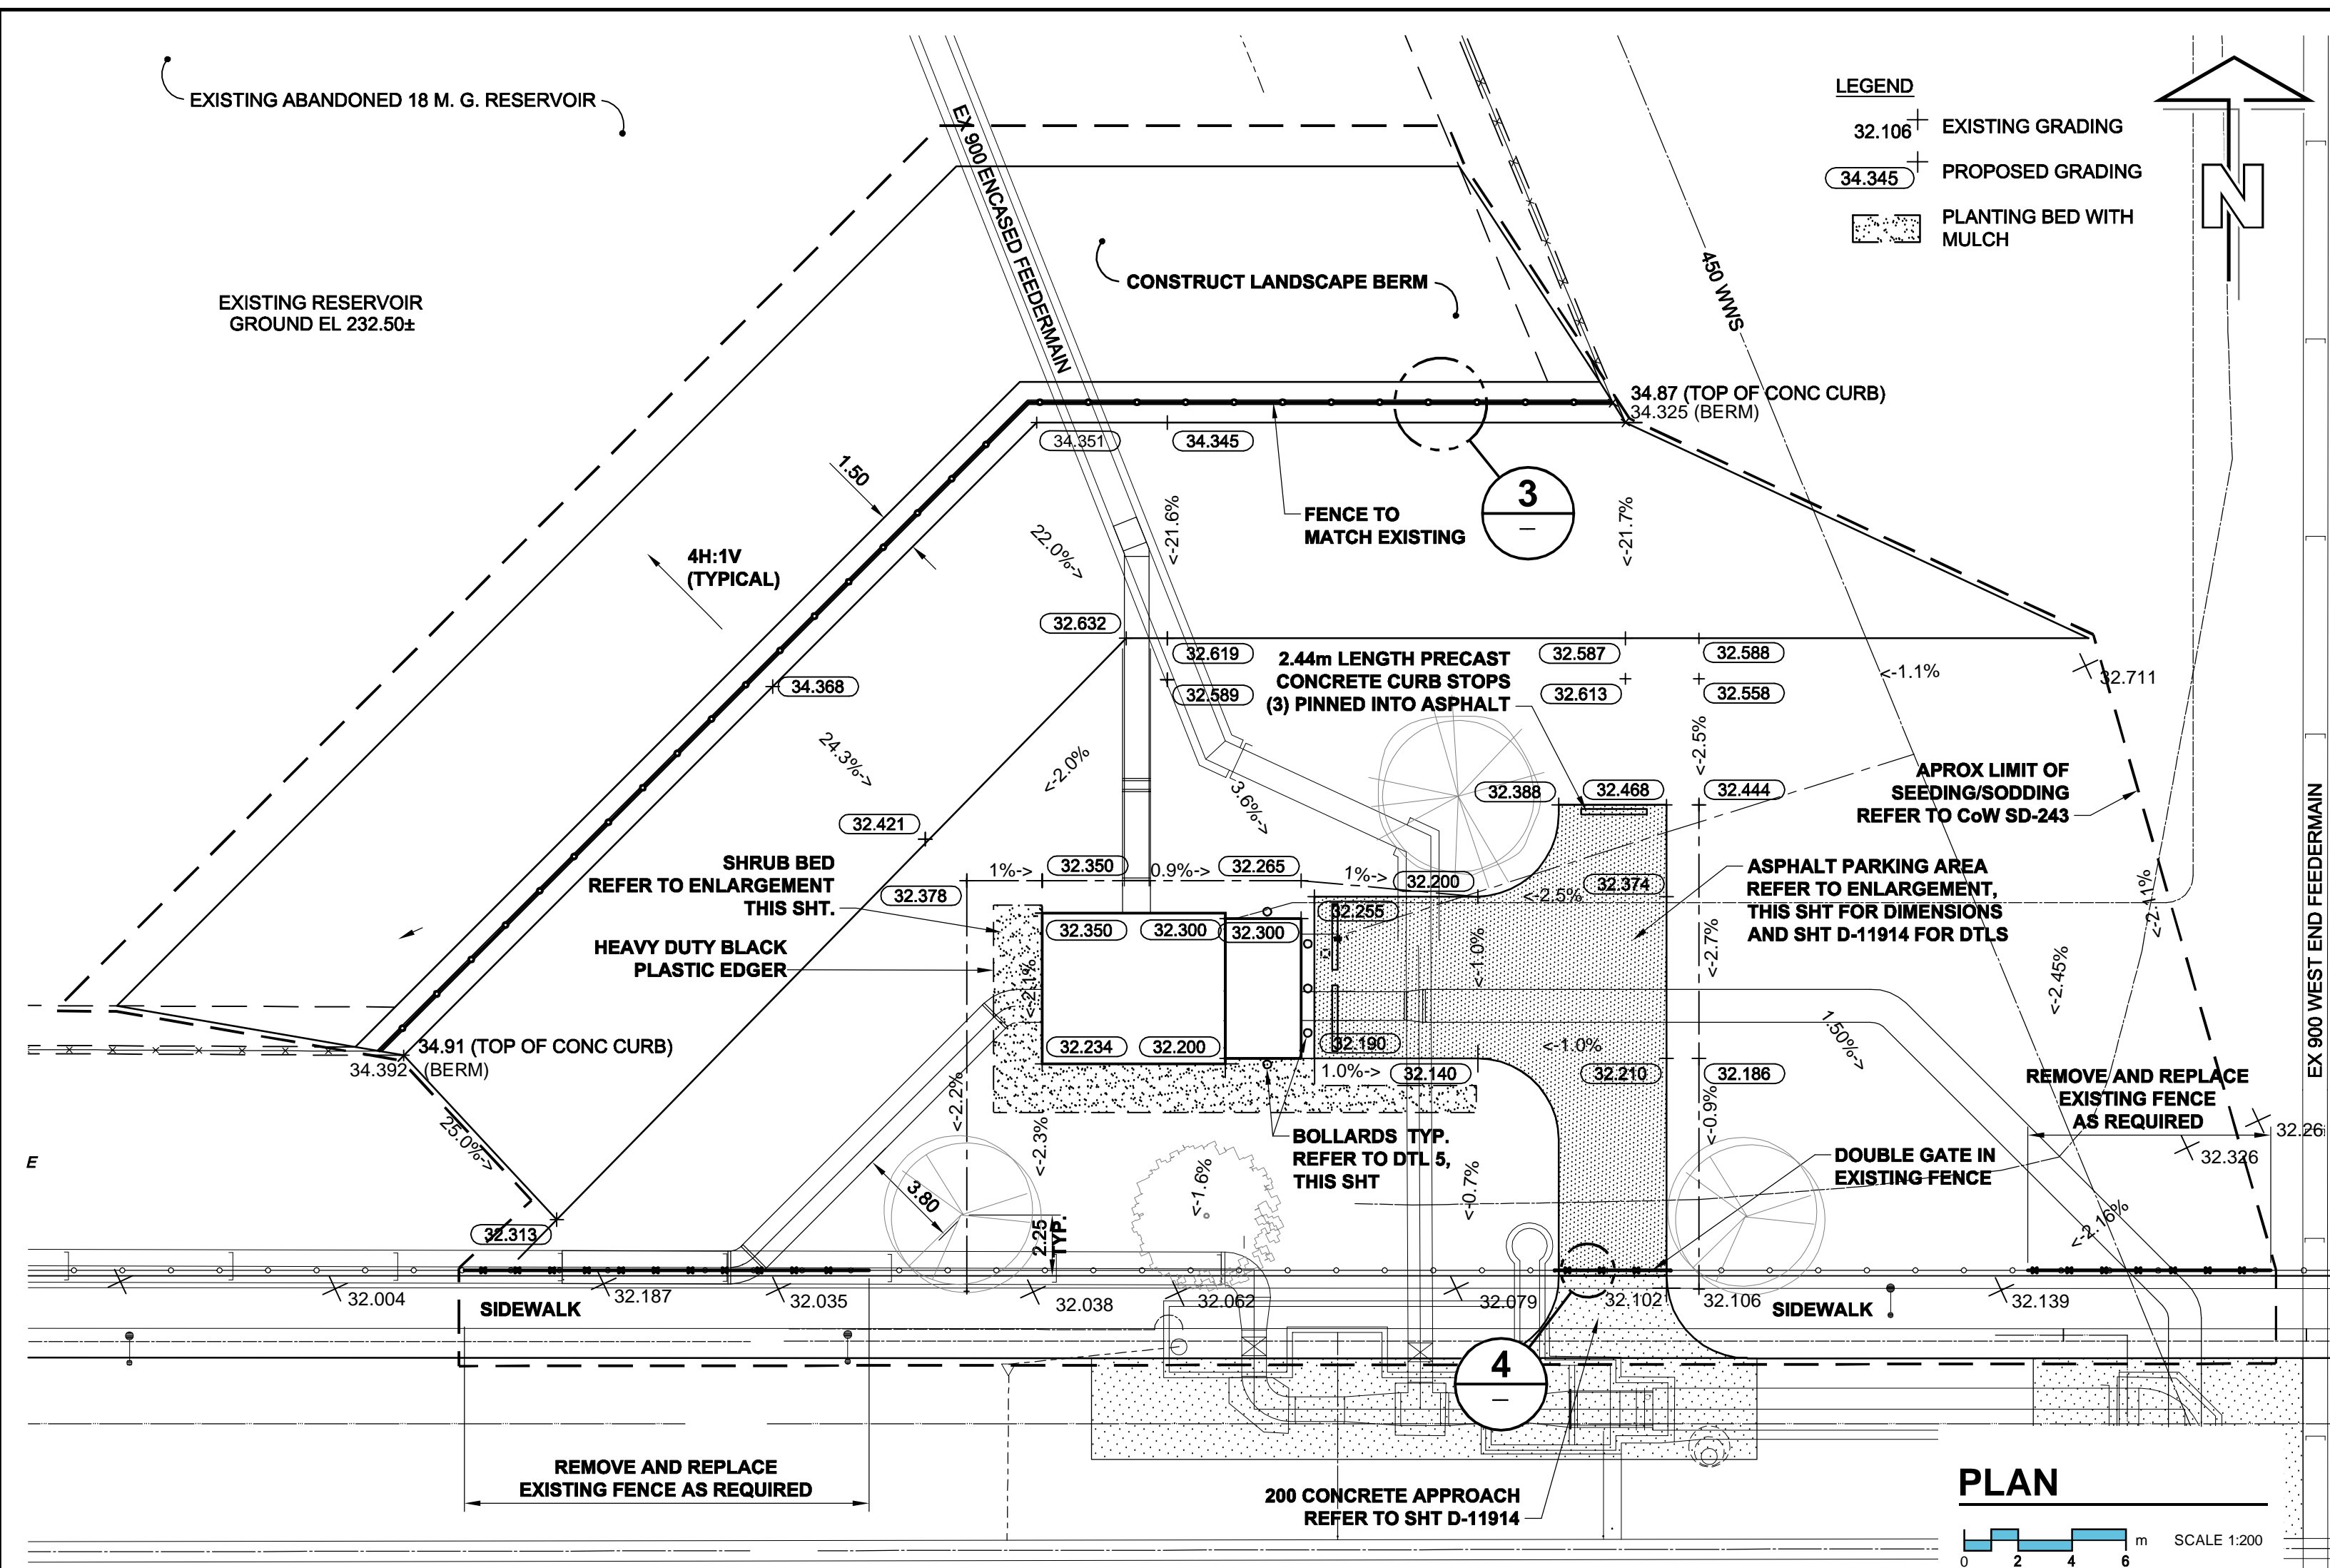 EXISTING ABANDONED 18 M. G. RESERVOIR
EXISTING RESERVOIR
GROUND EL 232.50±
EX 900 ENCASED FEEDERMAIN
CONSTRUCT LANDSCAPE BERM
450 WWS
LEGEND
32.106 EXISTING GRADING
34.345 PROPOSED GRADING
PLANTING BED WITH
MULCH
N
34.87 (TOP OF CONC CURB)
34.325 (BERM)
34.351
34.345
1.50
3
–
FENCE TO
MATCH EXISTING
<-21.6%
<-21.7%
22.0%->
4H:1V
(TYPICAL)
32.632
32.619
32.589
2.44m LENGTH PRECAST
CONCRETE CURB STOPS
(3) PINNED INTO ASPHALT
32.587
32.588
32.613
32.558
<-1.1%
32.711
34.368
24.3%->
<-2.0%
3.6%->
<-2.5%
APROX LIMIT OF
SEEDING/SODDING
REFER TO CoW SD-243
EX 900 WEST END FEEDERMAIN
32.388
32.468
32.444
32.421
SHRUB BED
REFER TO ENLARGEMENT
THIS SHT.
1%->
32.350
0.9%->
32.265
1%->
32.200
32.374
<-2.5%
32.378
ASPHALT PARKING AREA
REFER TO ENLARGEMENT,
THIS SHT FOR DIMENSIONS
AND SHT D-11914 FOR DTLS
<-2.1%
32.350
32.300
32.300
32.255
HEAVY DUTY BLACK
PLASTIC EDGER
<-2.1%
<-1.0%
<-2.7%
<-2.45%
34.91 (TOP OF CONC CURB)
34.392 (BERM)
32.234
32.200
32.190
<-1.0%
1.50%->
1.0%->
32.140
32.210
32.186
REMOVE AND REPLACE
EXISTING FENCE
AS REQUIRED
25.0%->
<-2.2%
<-2.3%
<-1.6%
BOLLARDS TYP.
REFER TO DTL 5,
THIS SHT
<-0.7%
<-0.9%
DOUBLE GATE IN
EXISTING FENCE
32.26
32.326
E
3.80
2.25
TYP.
<-2.16%
32.313
32.004
SIDEWALK
32.187
32.035
32.038
32.062
32.079
32.102
32.106
SIDEWALK
32.139
4
–
REMOVE AND REPLACE
EXISTING FENCE AS REQUIRED
200 CONCRETE APPROACH
REFER TO SHT D-11914
PLAN
0 2 4 6 m SCALE 1:200